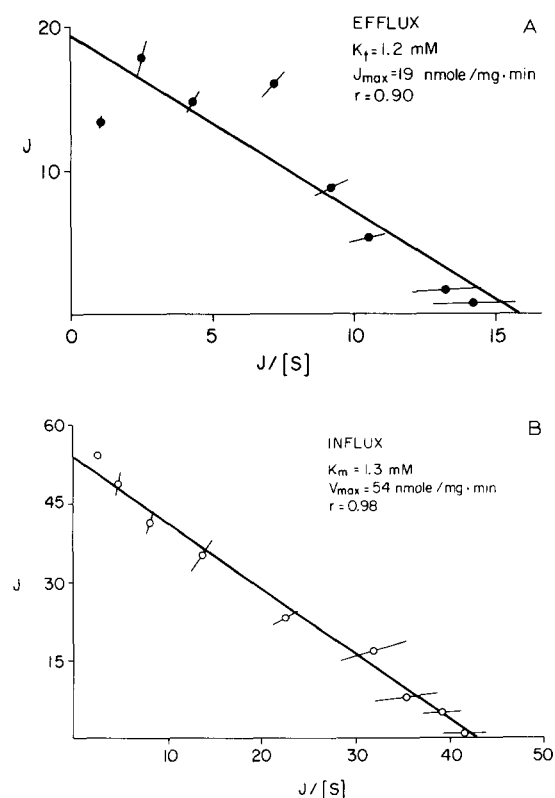 EFFLUX
A
Kt=1.2 mM
Jmax=19 nmole/mg·min
r=0.90
20
10
J
0
5
10
15
J/[S]
B
INFLUX
Km = 1.3 mM
Vmax = 54 nmole/mg·min
r=0.98
60
45
30
15
J
10
20
30
40
50
J/[S]